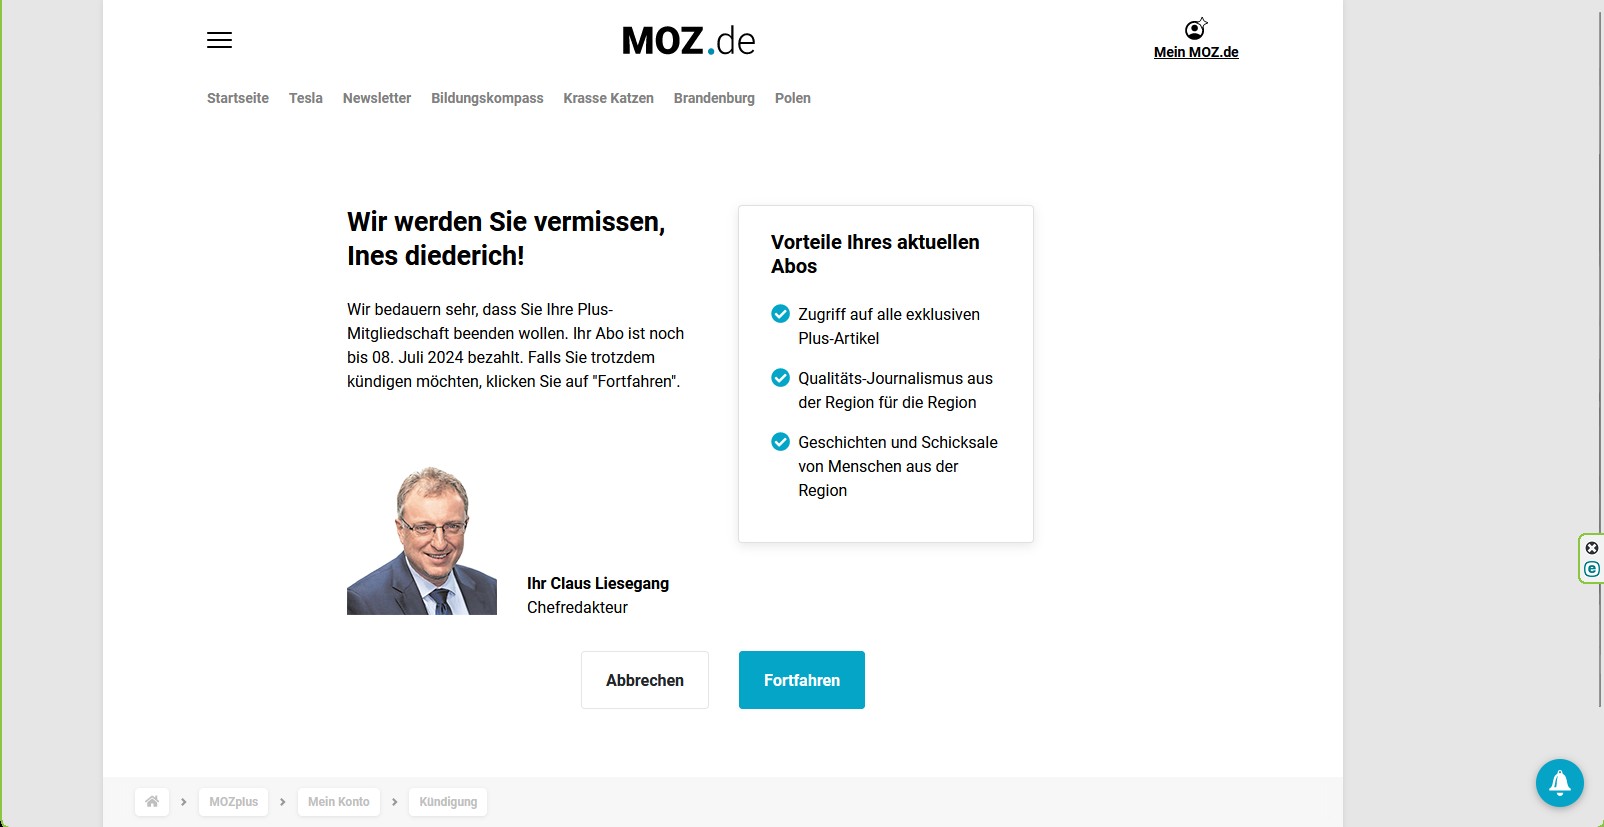 MOZ.de
Mein MOZ.de
Startseite Tesla Newsletter Bildungskompass Krasse Katzen Brandenburg Polen
Wir werden Sie vermissen,
Ines diederich!
Wir bedauern sehr, dass Sie Ihre Plus-
Mitgliedschaft beenden wollen. Ihr Abo ist noch
bis 08. Juli 2024 bezahlt. Falls Sie trotzdem
kündigen möchten, klicken Sie auf "Fortfahren".
Ihr Claus Liesegang
Chefredakteur
Vorteile Ihres aktuellen
Abos
Zugriff auf alle exklusiven
Plus-Artikel
Qualitäts-Journalismus aus
der Region für die Region
Geschichten und Schicksale
von Menschen aus der
Region
Abbrechen Fortfahren
MOZplus Mein Konto Kündigung